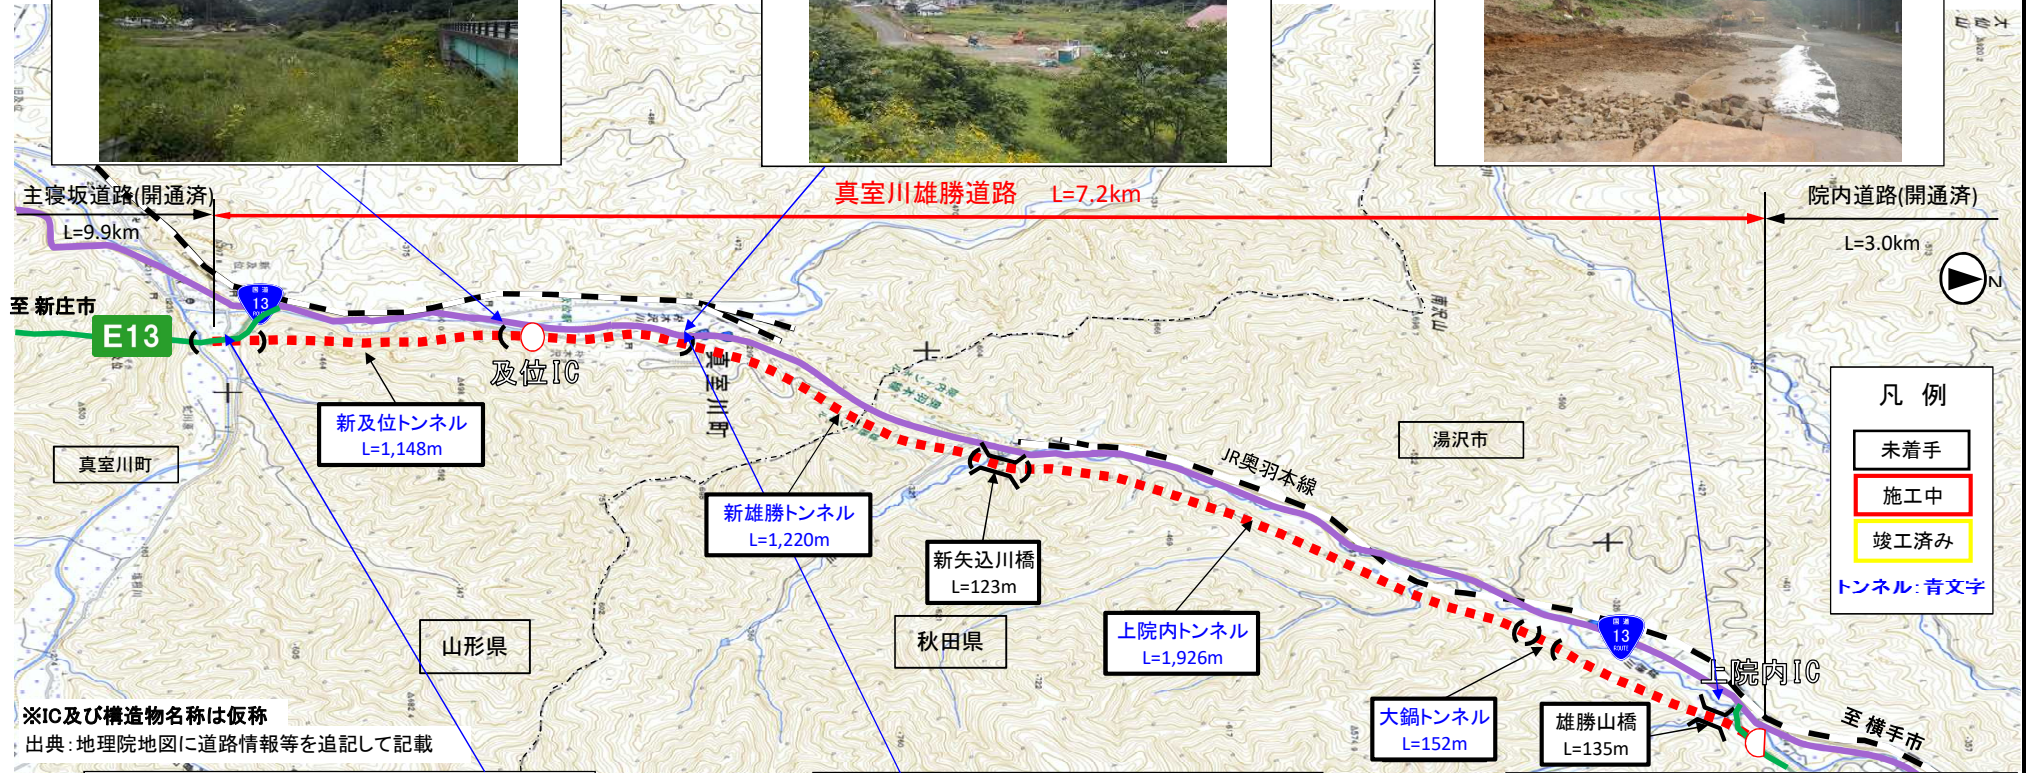 主寝坂道路(開通済)
L=9.9km
真室川雄勝道路 L=7.2km
院内道路(開通済)
L=3.0km
N
至 新庄市
E13
国道
13
ROUTE
及位IC
真室川町
新及位トンネル
L=1,148m
真室川町
新雄勝トンネル
L=1,220m
新矢込川橋
L=123m
JR奥羽本線
湯沢市
山形県
秋田県
上院内トンネル
L=1,926m
大鍋トンネル
L=152m
雄勝山橋
L=135m
国道
13
ROUTE
上院内IC
至 横手市
凡 例
未着手
施工中
竣工済み
トンネル:青文字
※IC及び構造物名称は仮称
出典:地理院地図に道路情報等を追記して記載